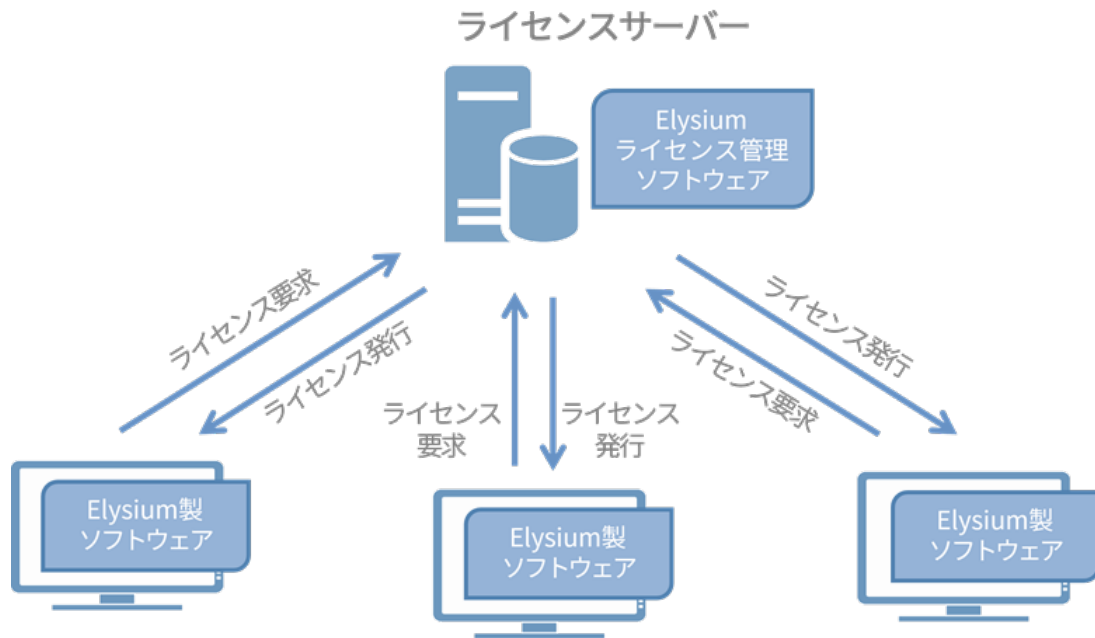 ライセンスサーバー
Elysium
ライセンス管理
ソフトウェア
ライセンス要求
ライセンス発行
ライセンス
要求
ライセンス
発行
ライセンス発行
ライセンス要求
Elysium製
ソフトウェア
Elysium製
ソフトウェア
Elysium製
ソフトウェア